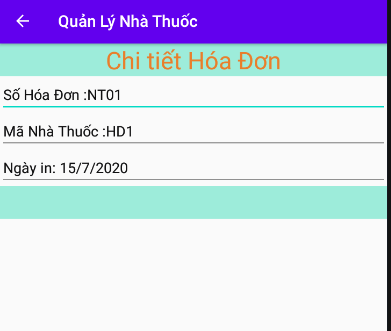 Quản Lý Nhà Thuốc
Chi tiết Hóa Đơn
Số Hóa Đơn :NT01
Mã Nhà Thuốc :HD1
Ngày in: 15/7/2020